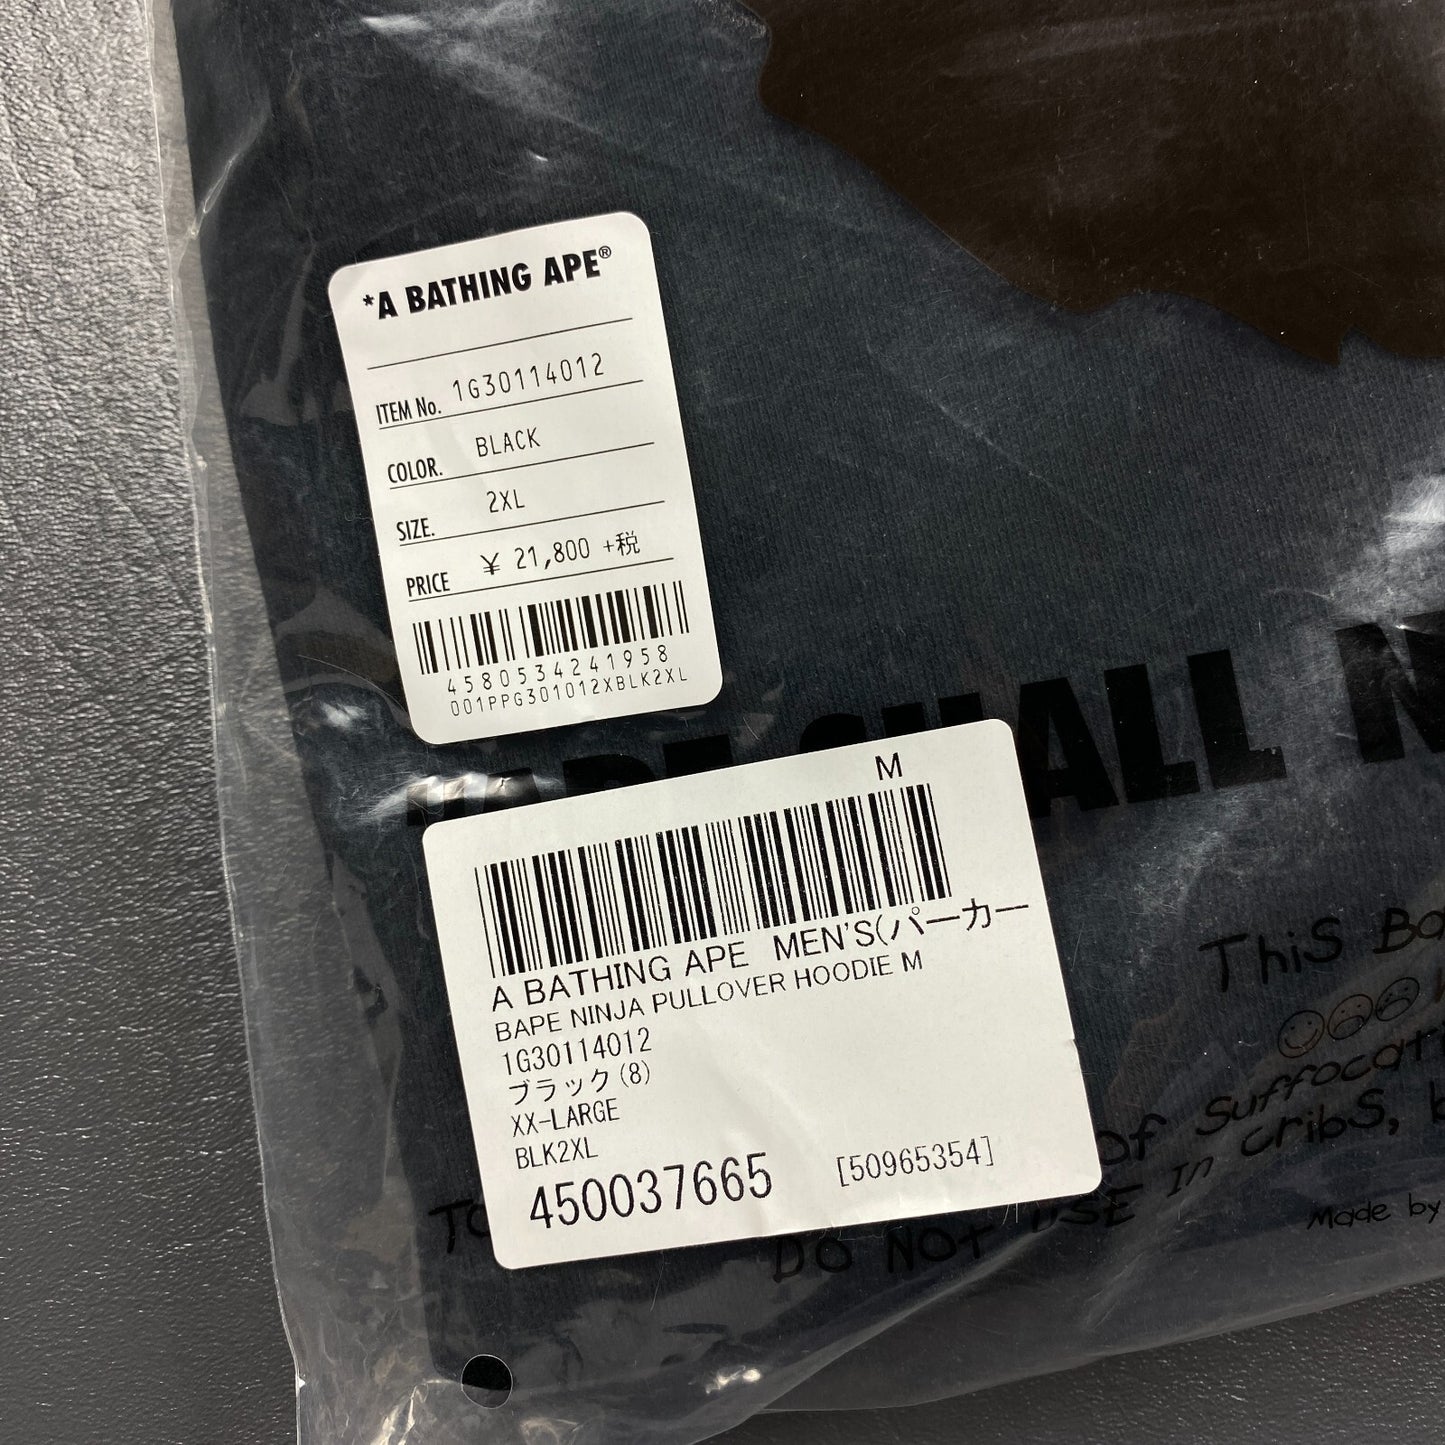 *A BATHING APE®
ITEM No. 1G30114012
COLOR. BLACK
SIZE. 2XL
PRICE ¥ 21,800 +税
4580534241958
001PPG301012XBLK2XL
SHALL
M
A BATHING APE MEN'S(パーカー
BAPE NINJA PULLOVER HOODIE M
1G30114012
ブラック(8)
XX-LARGE
BLK2XL
450037665 [50965354]
This
of
DO NOT USE in cribs,
Made by